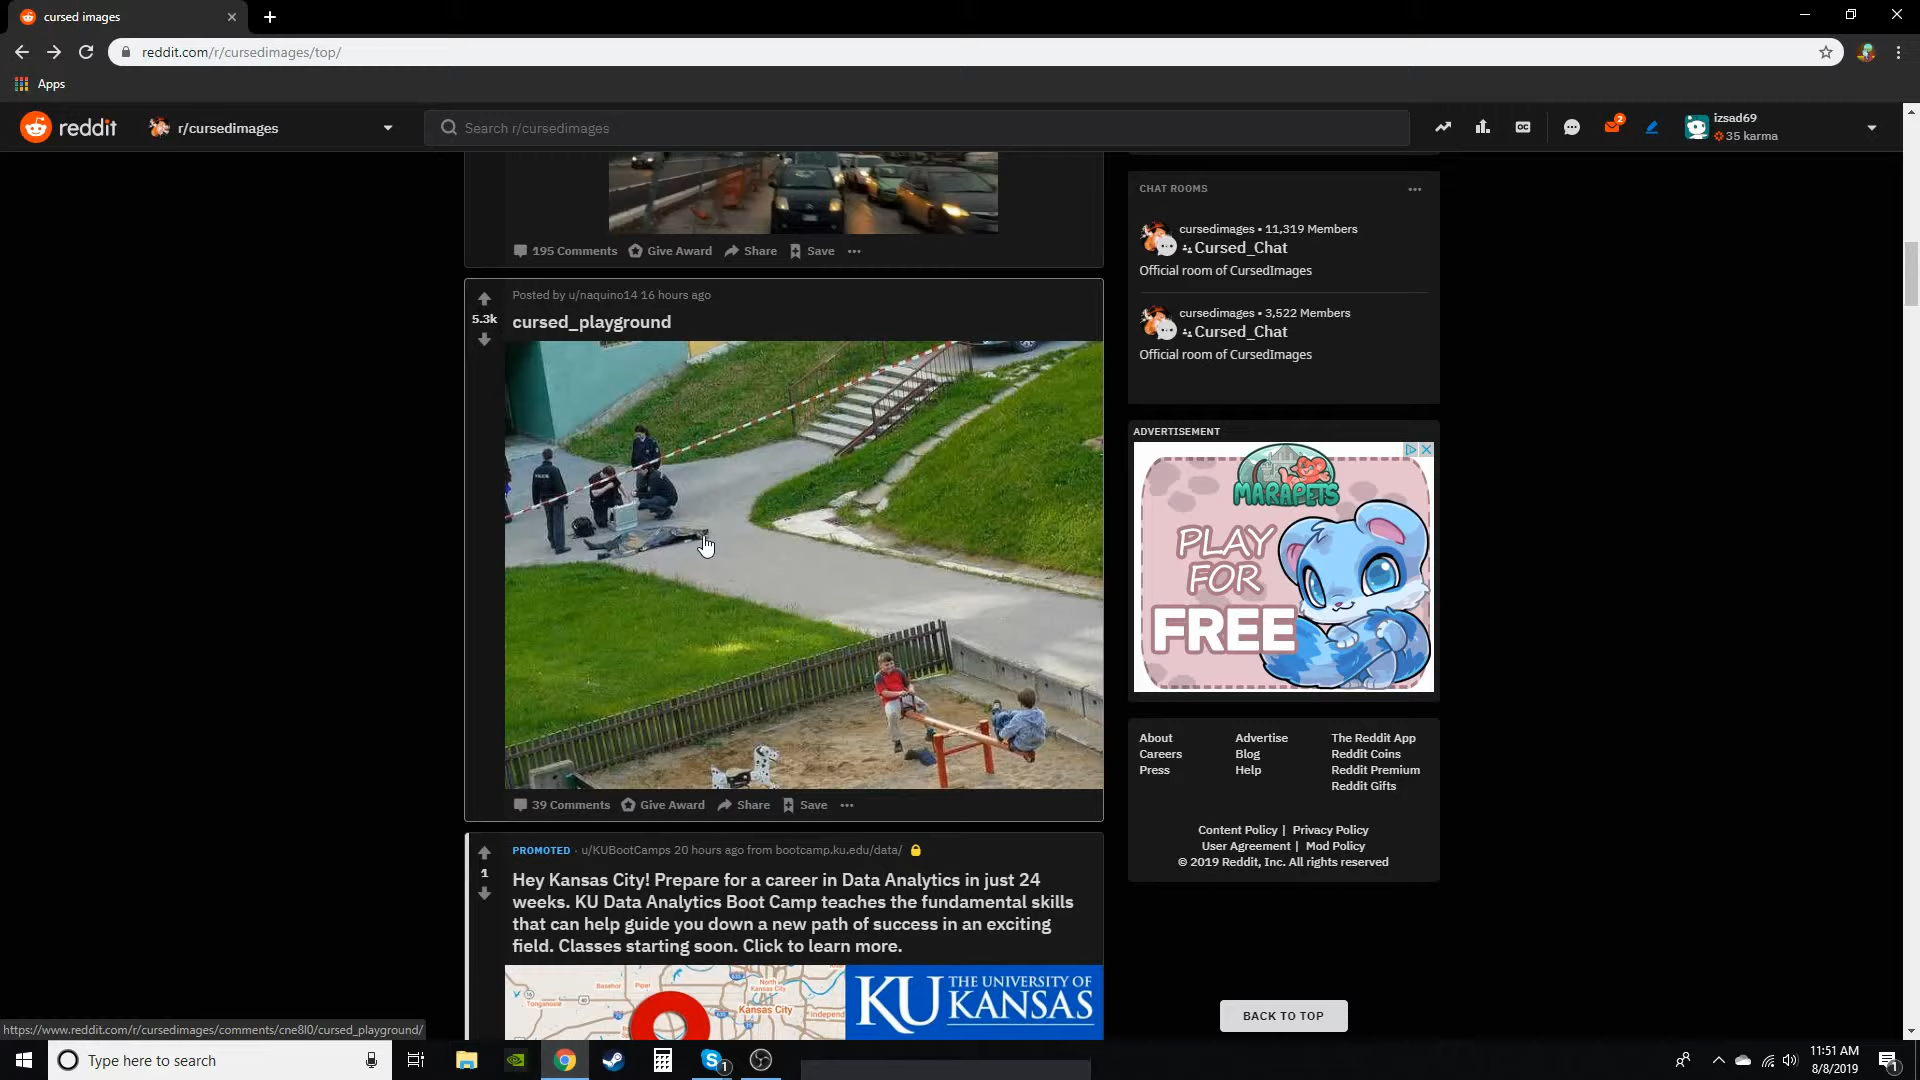 cursed images
reddit.com/r/cursedimages/top/
Apps
reddit
r/cursedimages
Search r/cursedimages
2
izsad69
35 karma
195 Comments
Give Award
Share
Save
Posted by u/naquino14 16 hours ago
5.3k
cursed_playground
39 Comments
Give Award
Share
Save
PROMOTED · u/KUBootCamps 20 hours ago from bootcamp.ku.edu/data/
1
Hey Kansas City! Prepare for a career in Data Analytics in just 24
weeks. KU Data Analytics Boot Camp teaches the fundamental skills
that can help guide you down a new path of success in an exciting
field. Classes starting soon. Click to learn more.
Kansas City
KU THE UNIVERSITY OF
KANSAS
CHAT ROOMS
cursedimages • 11,319 Members
Cursed_Chat
Official room of CursedImages
cursedimages • 3,522 Members
Cursed_Chat
Official room of CursedImages
ADVERTISEMENT
MARAPETS
PLAY
FOR
FREE
About
Advertise
The Reddit App
Careers
Blog
Reddit Coins
Press
Help
Reddit Premium
Reddit Gifts
Content Policy | Privacy Policy
User Agreement | Mod Policy
© 2019 Reddit, Inc. All rights reserved
BACK TO TOP
https://www.reddit.com/r/cursedimages/comments/cne8l0/cursed_playground/
Type here to search
1
11:51 AM
8/8/2019
1